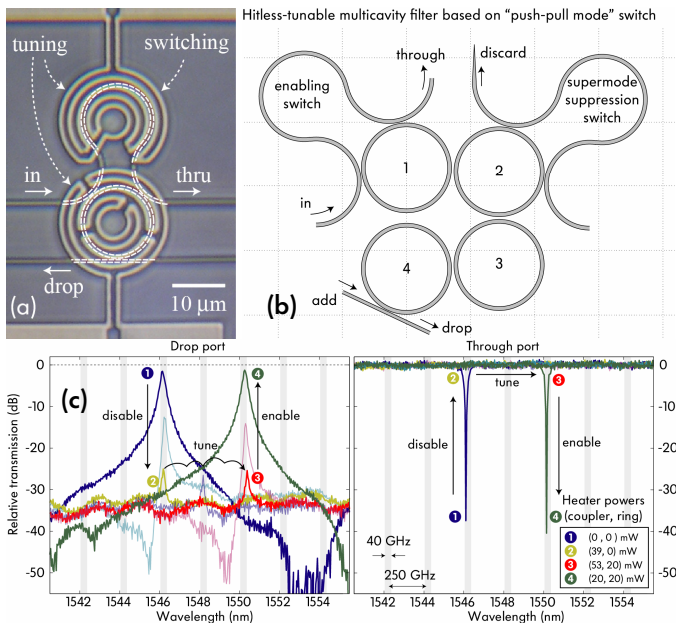 Hitless-tunable multicavity filter based on "push-pull mode" switch
tuning
switching
in
thru
drop
10 μm
(a)
through
discard
enabling
switch
supermode
suppression
switch
1
2
in
4
3
add
drop
(b)
Drop port
Through port
(c)
0
-10
-20
-30
-40
-50
Relative transmission (dB)
1
4
disable
enable
tune
2
3
1542 1544 1546 1548 1550 1552 1554
Wavelength (nm)
2
3
tune
disable
enable
1
4
40 GHz
250 GHz
Heater powers
(coupler, ring)
1 (0, 0) mW
2 (39, 0) mW
3 (53, 20) mW
4 (20, 20) mW
0
-10
-20
-30
-40
-50
1542 1544 1546 1548 1550 1552 1554
Wavelength (nm)